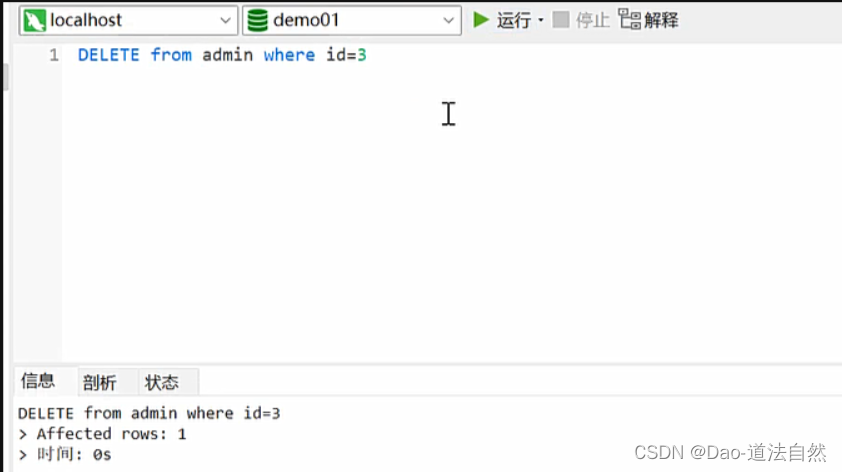 localhost demo01 运行 停止 解释
1 DELETE from admin where id=3
信息 剖析 状态
DELETE from admin where id=3
> Affected rows: 1
> 时间: 0s
CSDN @Dao-道法自然